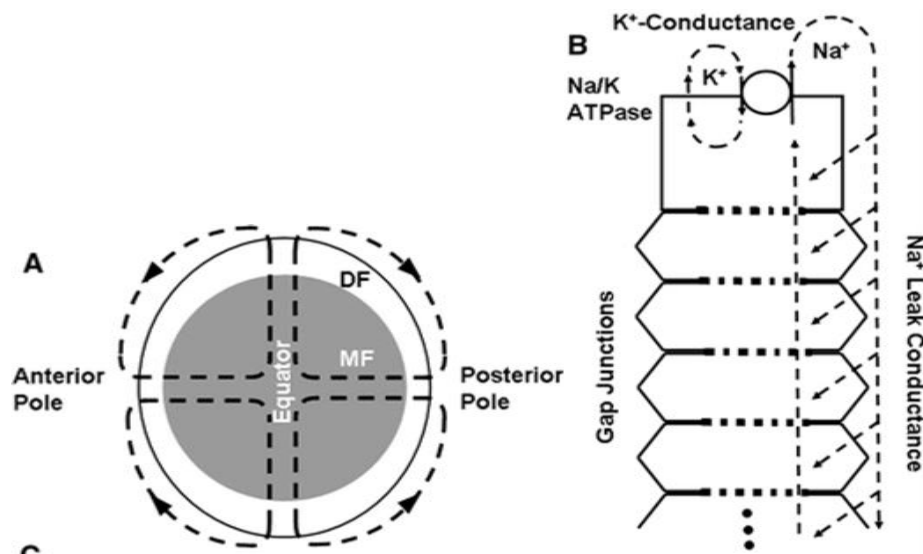 A
DF
MF
Equator
Anterior
Pole
Posterior
Pole
B
K⁺-Conductance
Na⁺
K⁺
Na/K
ATPase
Gap Junctions
Na⁺ Leak Conductance